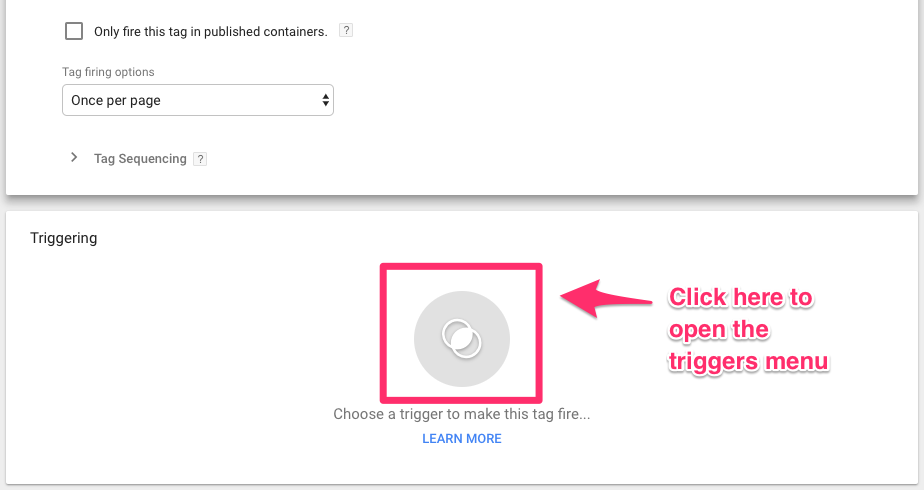 Only fire this tag in published containers. ?
Tag firing options
Once per page
Tag Sequencing ?
Triggering
Click here to
open the
triggers menu
Choose a trigger to make this tag fire...
LEARN MORE